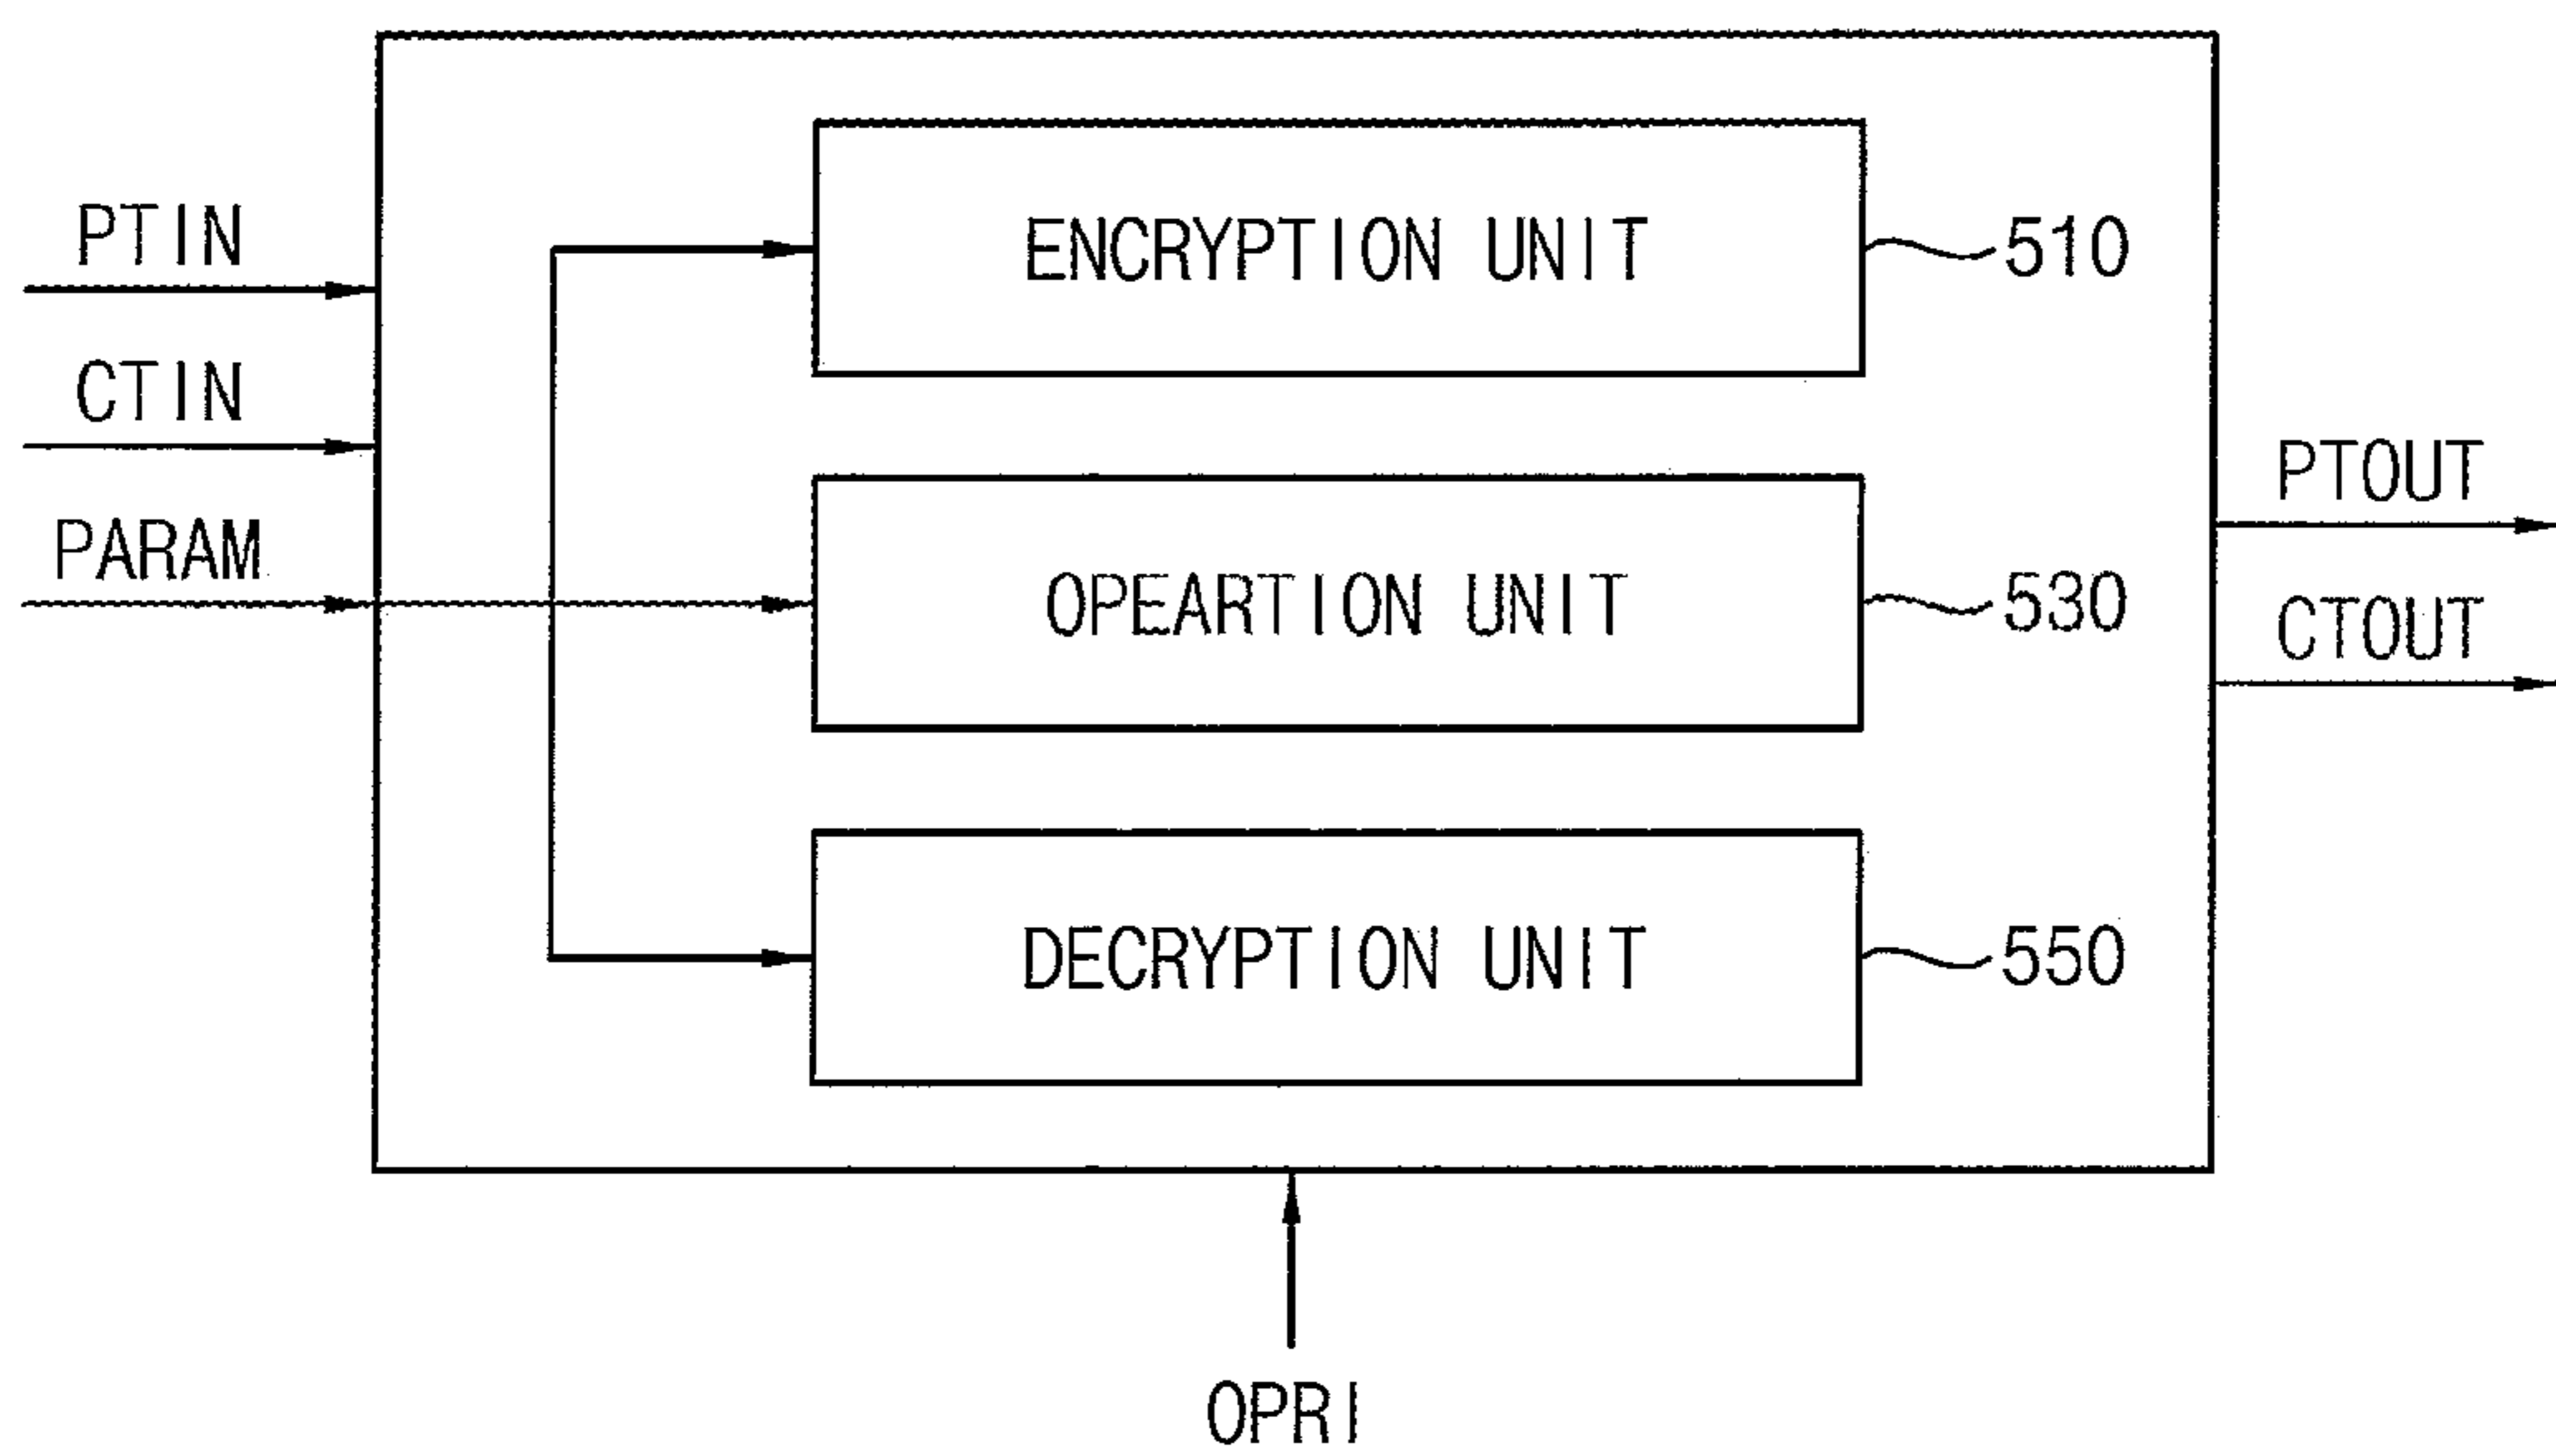 PTIN
CTIN
PARAM
ENCRYPTION UNIT
510
OPEARTION UNIT
530
DECRYPTION UNIT
550
PTOUT
CTOUT
OPRI